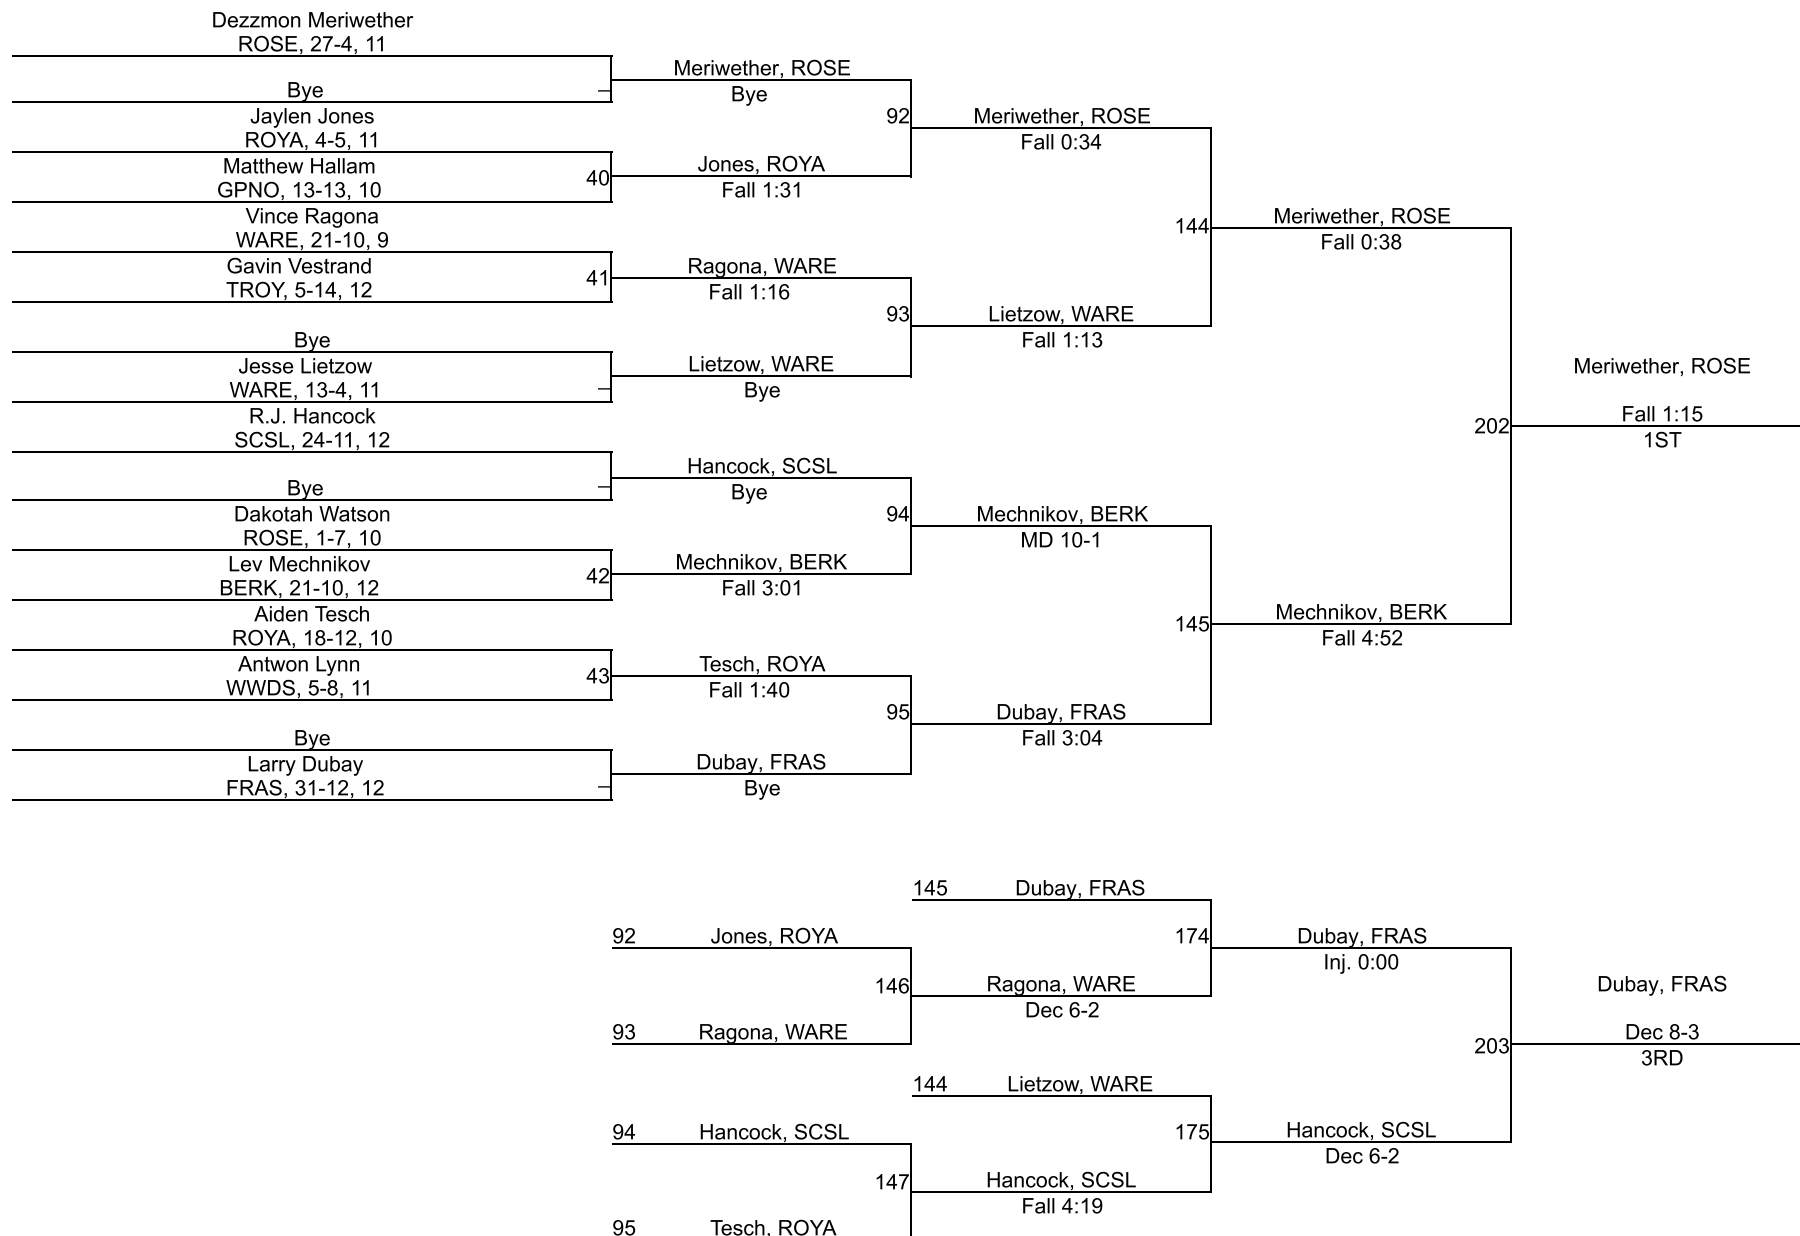 Dezzmon Meriwether
ROSE, 27-4, 11
Bye
Jaylen Jones
ROYA, 4-5, 11
Matthew Hallam
GPNO, 13-13, 10
Vince Ragona
WARE, 21-10, 9
Gavin Vestrand
TROY, 5-14, 12
Bye
Jesse Lietzow
WARE, 13-4, 11
R.J. Hancock
SCSL, 24-11, 12
Bye
Dakotah Watson
ROSE, 1-7, 10
Lev Mechnikov
BERK, 21-10, 12
Aiden Tesch
ROYA, 18-12, 10
Antwon Lynn
WWDS, 5-8, 11
Bye
Larry Dubay
FRAS, 31-12, 12
40
41
42
43
Meriwether, ROSE
Bye
Jones, ROYA
Fall 1:31
Ragona, WARE
Fall 1:16
Lietzow, WARE
Bye
Hancock, SCSL
Bye
Mechnikov, BERK
Fall 3:01
Tesch, ROYA
Fall 1:40
Dubay, FRAS
Bye
92
93
94
95
Meriwether, ROSE
Fall 0:34
Lietzow, WARE
Fall 1:13
Mechnikov, BERK
MD 10-1
Dubay, FRAS
Fall 3:04
144
145
Meriwether, ROSE
Fall 0:38
Mechnikov, BERK
Fall 4:52
202
Meriwether, ROSE
Fall 1:15
1ST
92 Jones, ROYA
93 Ragona, WARE
94 Hancock, SCSL
95 Tesch, ROYA
146
147
145 Dubay, FRAS
Ragona, WARE
Dec 6-2
144 Lietzow, WARE
Hancock, SCSL
Fall 4:19
174
175
Dubay, FRAS
Inj. 0:00
Hancock, SCSL
Dec 6-2
203
Dubay, FRAS
Dec 8-3
3RD